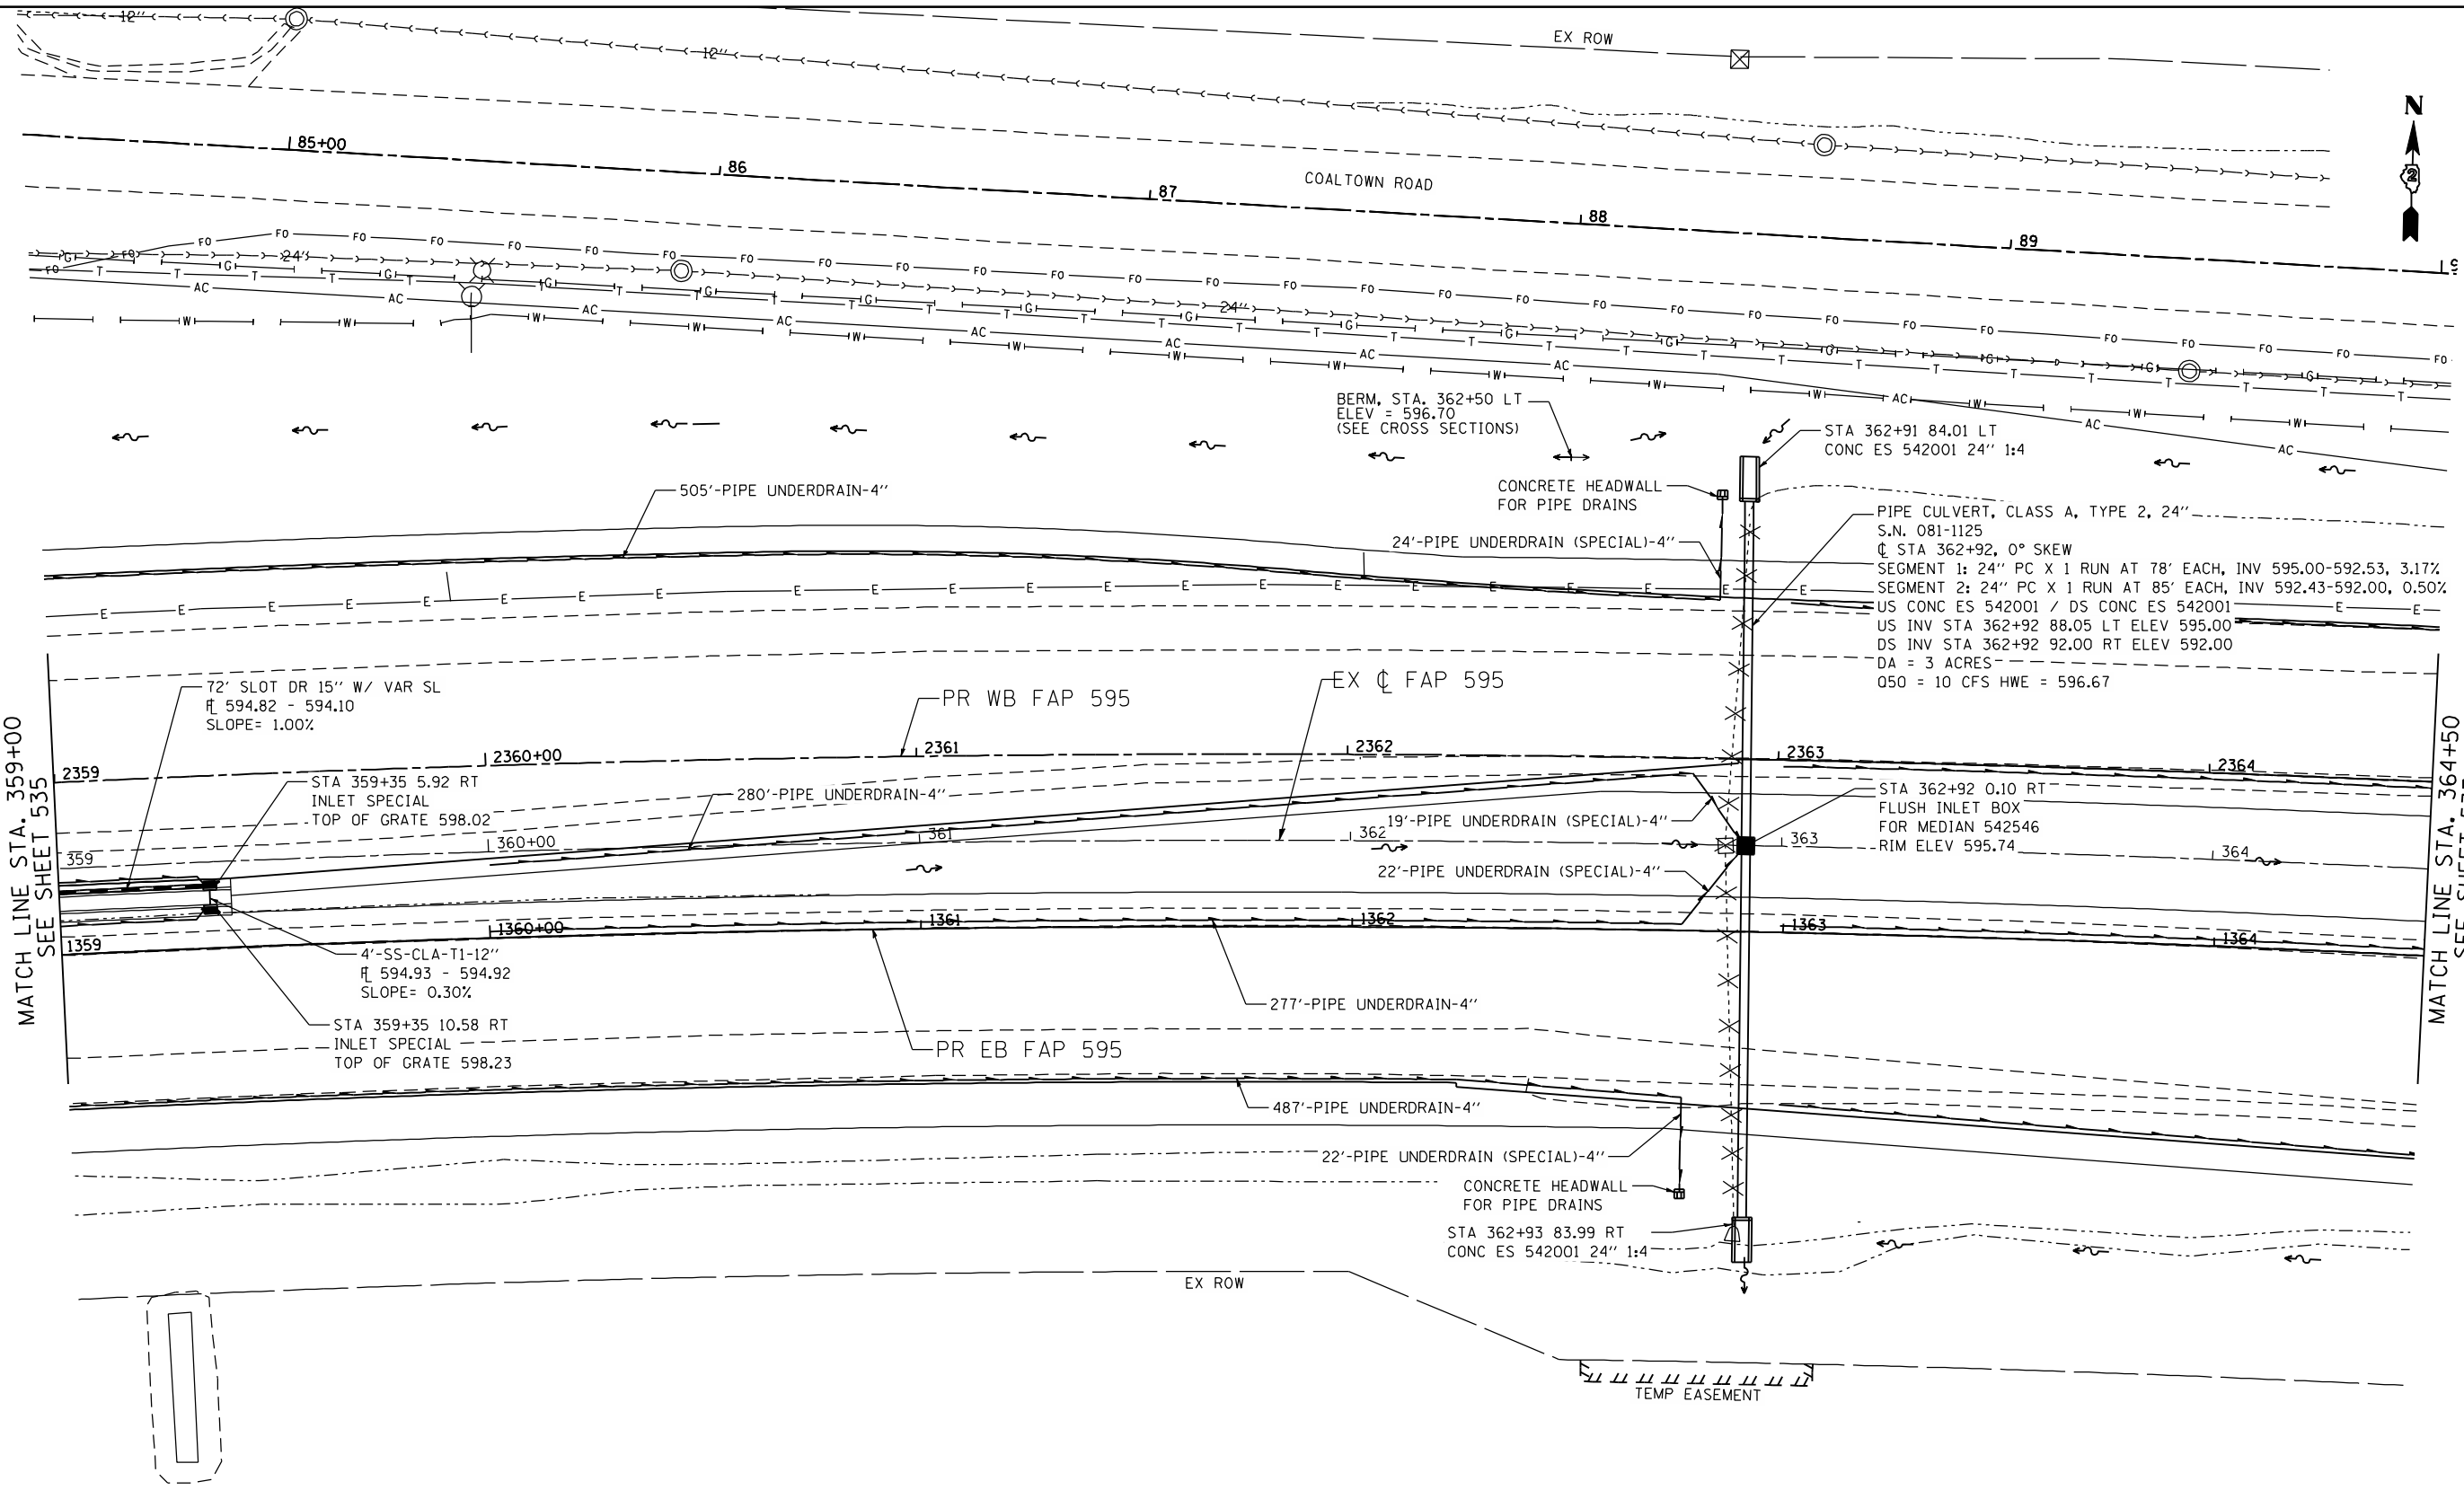 12"
12"
EX ROW
N
2
85+00
86
87
88
89
COALTOWN ROAD
24"
24"
BERM, STA. 362+50 LT
ELEV = 596.70
(SEE CROSS SECTIONS)
STA 362+91 84.01 LT
CONC ES 542001 24" 1:4
505'-PIPE UNDERDRAIN-4"
CONCRETE HEADWALL
FOR PIPE DRAINS
24'-PIPE UNDERDRAIN (SPECIAL)-4"
PIPE CULVERT, CLASS A, TYPE 2, 24"
S.N. 081-1125
℄ STA 362+92, 0° SKEW
SEGMENT 1: 24" PC X 1 RUN AT 78' EACH, INV 595.00-592.53, 3.17%
SEGMENT 2: 24" PC X 1 RUN AT 85' EACH, INV 592.43-592.00, 0.50%
US CONC ES 542001 / DS CONC ES 542001
US INV STA 362+92 88.05 LT ELEV 595.00
DS INV STA 362+92 92.00 RT ELEV 592.00
DA = 3 ACRES
Q50 = 10 CFS HWE = 596.67
72' SLOT DR 15" W/ VAR SL
FL 594.82 - 594.10
SLOPE= 1.00%
PR WB FAP 595
EX ℄ FAP 595
MATCH LINE STA. 359+00
SEE SHEET 535
2359
2360+00
2361
2362
2363
2364
STA 359+35 5.92 RT
INLET SPECIAL
TOP OF GRATE 598.02
280'-PIPE UNDERDRAIN-4"
19'-PIPE UNDERDRAIN (SPECIAL)-4"
STA 362+92 0.10 RT
FLUSH INLET BOX
FOR MEDIAN 542546
RIM ELEV 595.74
359
360+00
361
362
363
364
22'-PIPE UNDERDRAIN (SPECIAL)-4"
1359
1360+00
1361
1362
1363
1364
4'-SS-CLA-T1-12"
FL 594.93 - 594.92
SLOPE= 0.30%
277'-PIPE UNDERDRAIN-4"
STA 359+35 10.58 RT
INLET SPECIAL
TOP OF GRATE 598.23
PR EB FAP 595
MATCH LINE STA. 364+50
487'-PIPE UNDERDRAIN-4"
22'-PIPE UNDERDRAIN (SPECIAL)-4"
CONCRETE HEADWALL
FOR PIPE DRAINS
STA 362+93 83.99 RT
CONC ES 542001 24" 1:4
EX ROW
TEMP EASEMENT